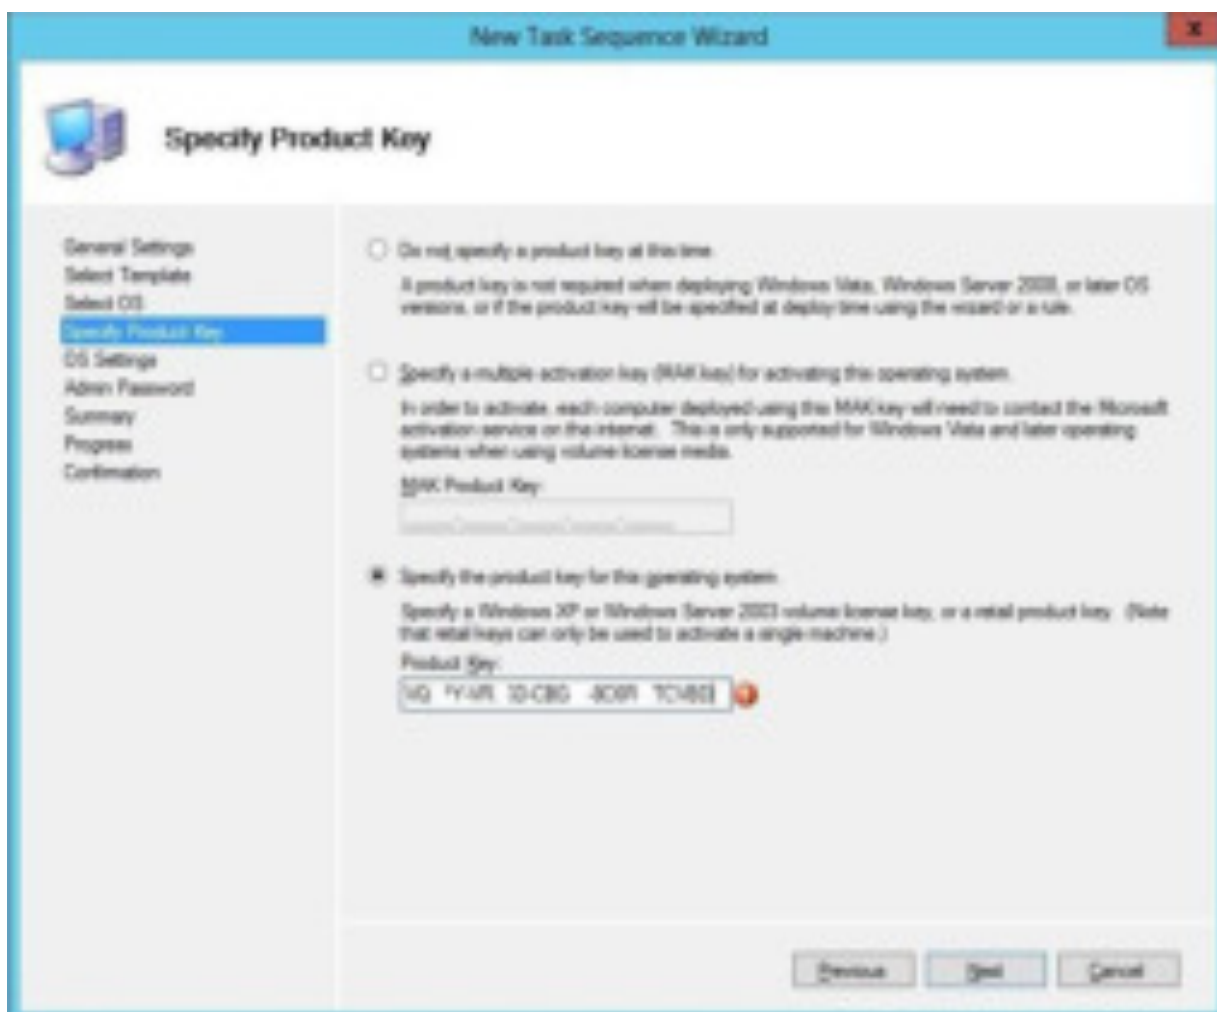 New Task Sequence Wizard
Specify Product Key
General Settings
Select Template
Select OS
Specify Product Key
OS Settings
Admin Password
Summary
Progress
Confirmation
Do not specify a product key at this time.
A product key is not required when deploying Windows Vista, Windows Server 2008, or later OS
versions, or if the product key will be specified at deploy time using the wizard or a rule.
Specify a multiple activation key (MAK key) for activating this operating system.
In order to activate, each computer deployed using this MAK key will need to contact the Microsoft
activation service on the internet. This is only supported for Windows Vista and later operating
systems when using volume license media.
MAK Product Key:
Specify the product key for this operating system.
Specify a Windows XP or Windows Server 2003 volume license key, or a retail product key. (Note
that retail keys can only be used to activate a single machine.)
Product Key:
Previous
Next
Cancel